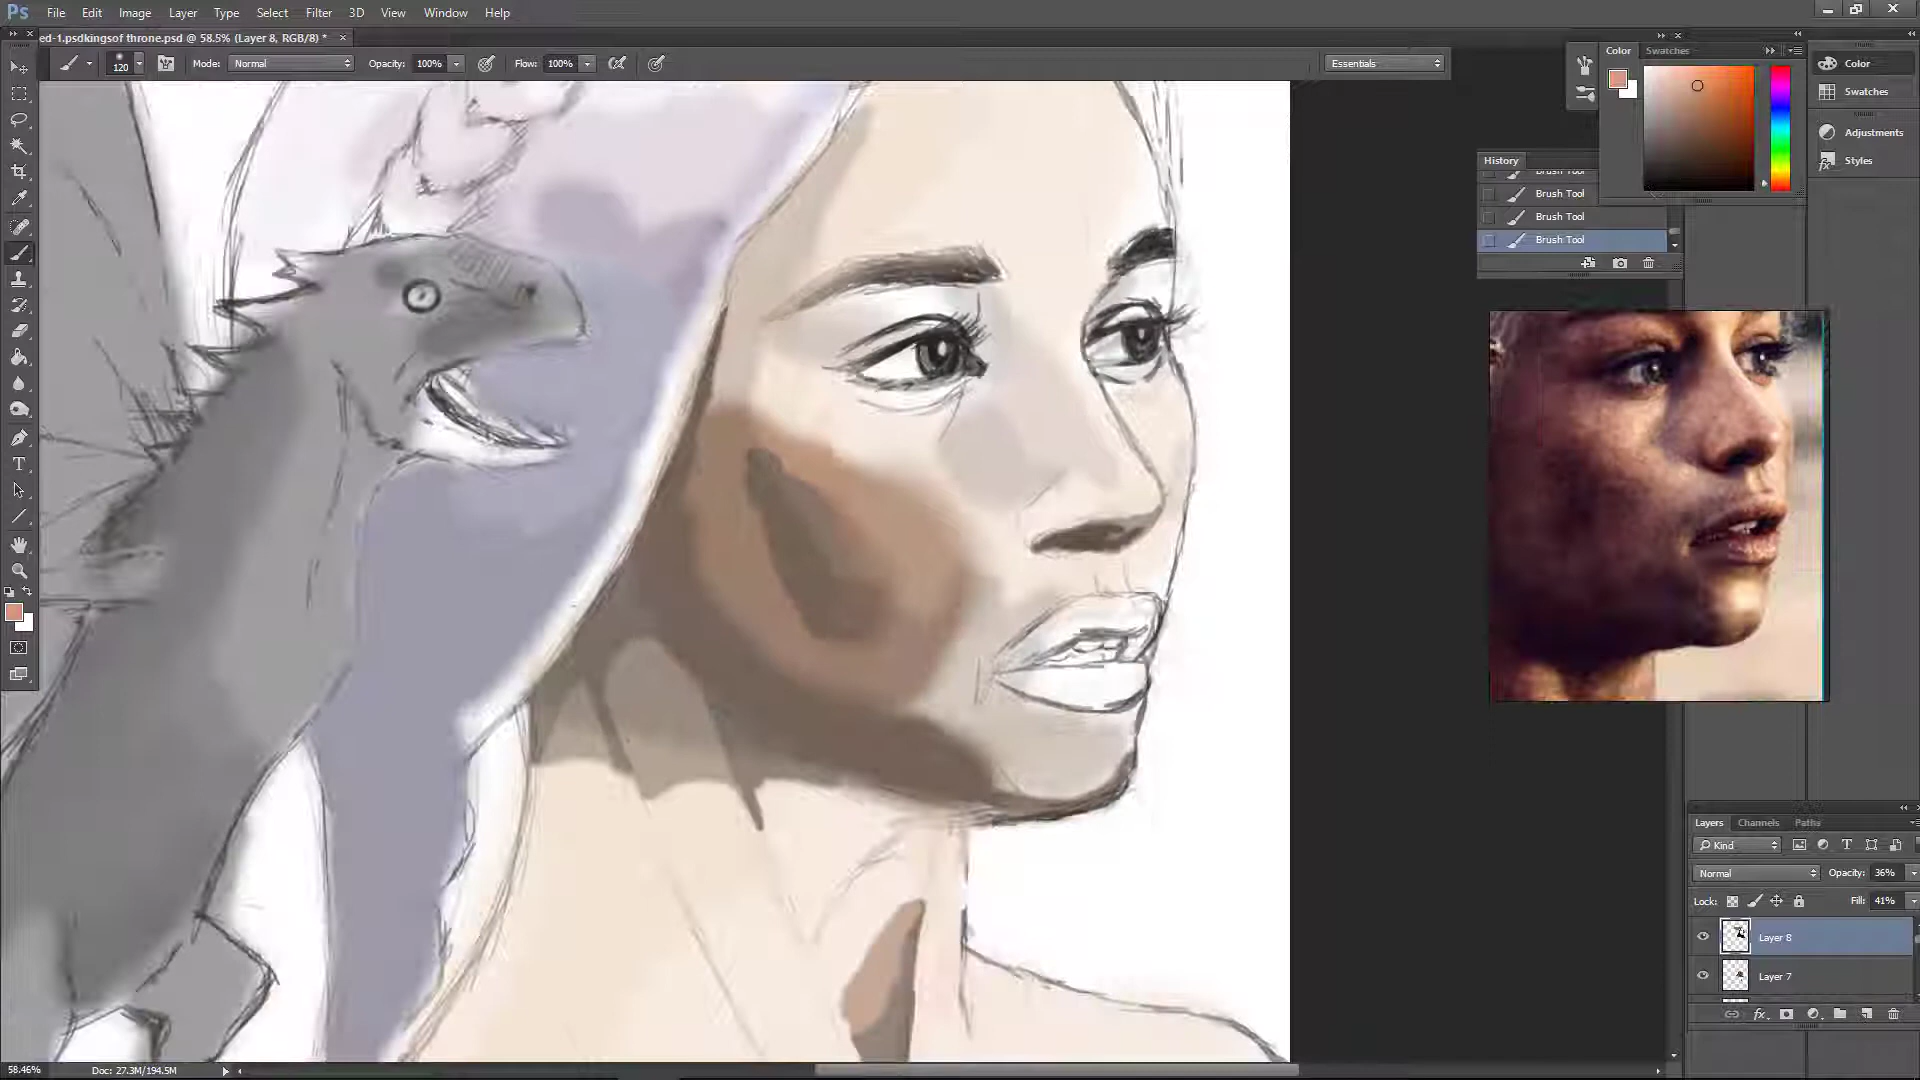 Ps File Edit Image Layer Type Select Filter 3D View Window Help
ed-1.psdkingsof throne.psd @ 58.5% (Layer 8, RGB/8) *
120 Mode: Normal Opacity: 100% Flow: 100% Essentials
Color Swatches
Color
Swatches
Adjustments
Styles
History
Brush Tool
Brush Tool
Brush Tool
Brush Tool
Layers Channels Paths
Kind
Normal Opacity: 36%
Lock: Fill: 41%
Layer 8
Layer 7
58.46% Doc: 27.3M/194.5M